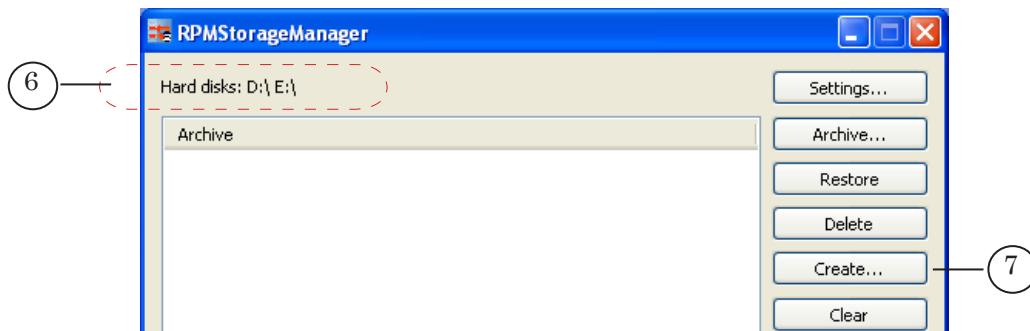 RPMStorageManager
6
Hard disks: D:\ E:\
Settings...
Archive
Archive...
Restore
Delete
Create...
7
Clear